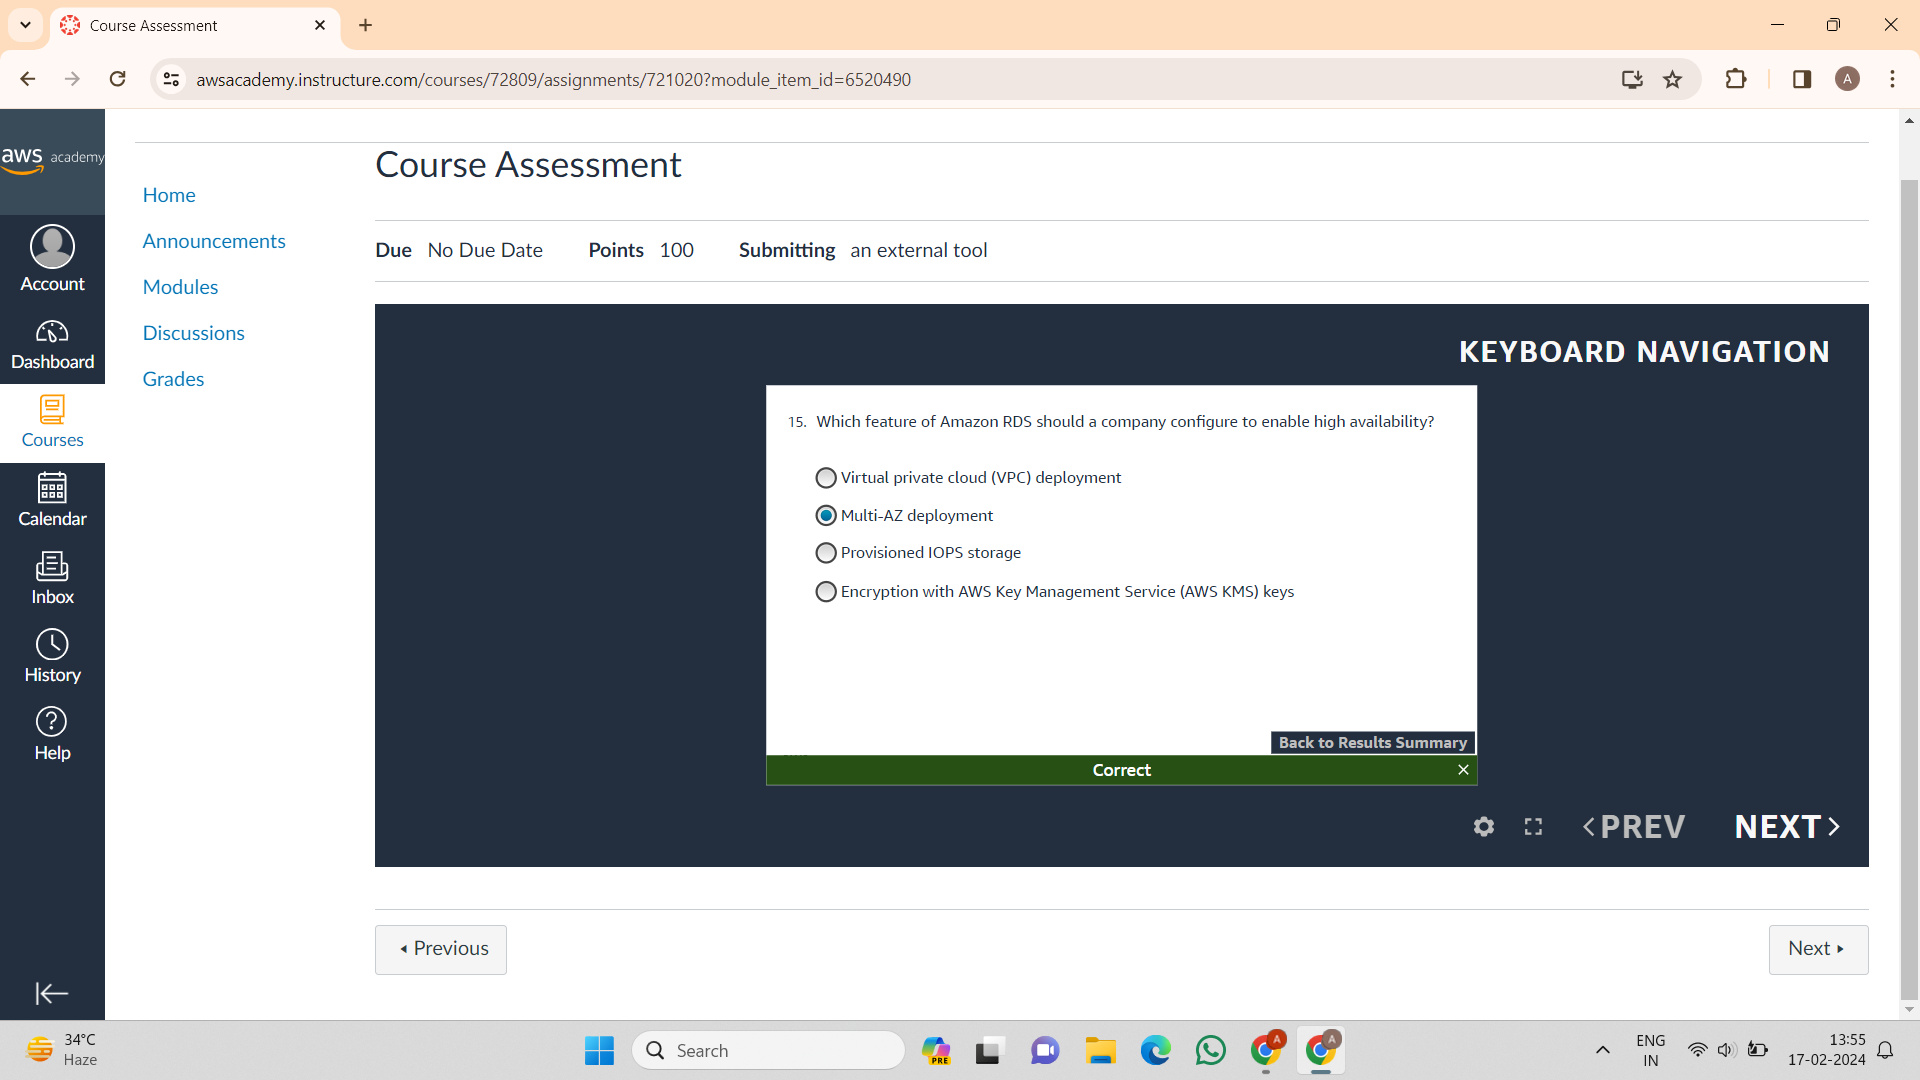 Course Assessment
awsacademy.instructure.com/courses/72809/assignments/721020?module_item_id=6520490
A
aws academy
Account
Dashboard
Courses
Calendar
Inbox
History
Help
Home
Announcements
Modules
Discussions
Grades
Course Assessment
Due No Due Date Points 100 Submitting an external tool
KEYBOARD NAVIGATION
15. Which feature of Amazon RDS should a company configure to enable high availability?
Virtual private cloud (VPC) deployment
Multi-AZ deployment
Provisioned IOPS storage
Encryption with AWS Key Management Service (AWS KMS) keys
Back to Results Summary
Correct
PREV NEXT
Previous
Next
34°C
Haze
Search
PRE
A
A
ENG
IN
13:55
17-02-2024